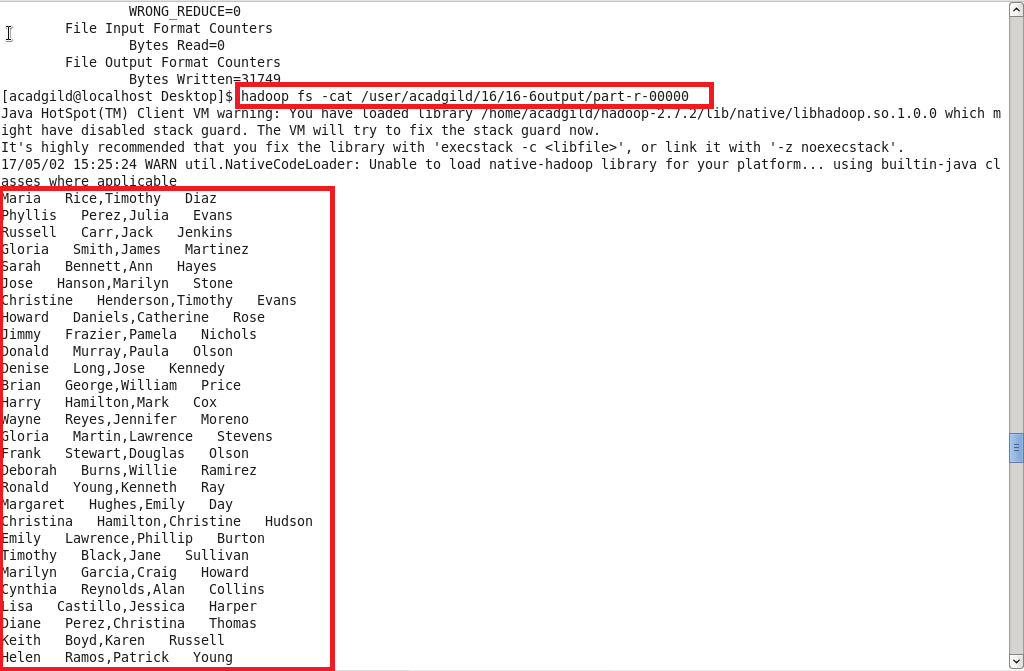 WRONG_REDUCE=0
File Input Format Counters
Bytes Read=0
File Output Format Counters
Bytes Written=31749
[acadgild@localhost Desktop]$ hadoop fs -cat /user/acadgild/16/16-6output/part-r-00000
Java HotSpot(TM) Client VM warning: You have loaded library /home/acadgild/hadoop-2.7.2/lib/native/libhadoop.so.1.0.0 which m
ight have disabled stack guard. The VM will try to fix the stack guard now.
It's highly recommended that you fix the library with 'execstack -c <libfile>', or link it with '-z noexecstack'.
17/05/02 15:25:24 WARN util.NativeCodeLoader: Unable to load native-hadoop library for your platform... using builtin-java cl
asses where applicable
Maria   Rice,Timothy   Diaz
Phyllis   Perez,Julia   Evans
Russell   Carr,Jack   Jenkins
Gloria   Smith,James   Martinez
Sarah   Bennett,Ann   Hayes
Jose   Hanson,Marilyn   Stone
Christine   Henderson,Timothy   Evans
Howard   Daniels,Catherine   Rose
Jimmy   Frazier,Pamela   Nichols
Donald   Murray,Paula   Olson
Denise   Long,Jose   Kennedy
Brian   George,William   Price
Harry   Hamilton,Mark   Cox
Wayne   Reyes,Jennifer   Moreno
Gloria   Martin,Lawrence   Stevens
Frank   Stewart,Douglas   Olson
Deborah   Burns,Willie   Ramirez
Ronald   Young,Kenneth   Ray
Margaret   Hughes,Emily   Day
Christina   Hamilton,Christine   Hudson
Emily   Lawrence,Phillip   Burton
Timothy   Black,Jane   Sullivan
Marilyn   Garcia,Craig   Howard
Cynthia   Reynolds,Alan   Collins
Lisa   Castillo,Jessica   Harper
Diane   Perez,Christina   Thomas
Keith   Boyd,Karen   Russell
Helen   Ramos,Patrick   Young